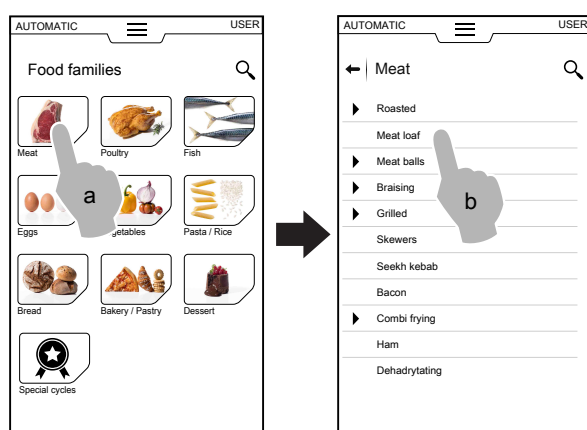 AUTOMATIC USER
Food families
Meat Poultry Fish
a
Eggs getables Pasta / Rice
Bread Bakery / Pastry Dessert
Special cycles
AUTOMATIC USER
Meat
Roasted
Meat loaf
Meat balls
Braising
b
Grilled
Skewers
Seekh kebab
Bacon
Combi frying
Ham
Dehadrytating